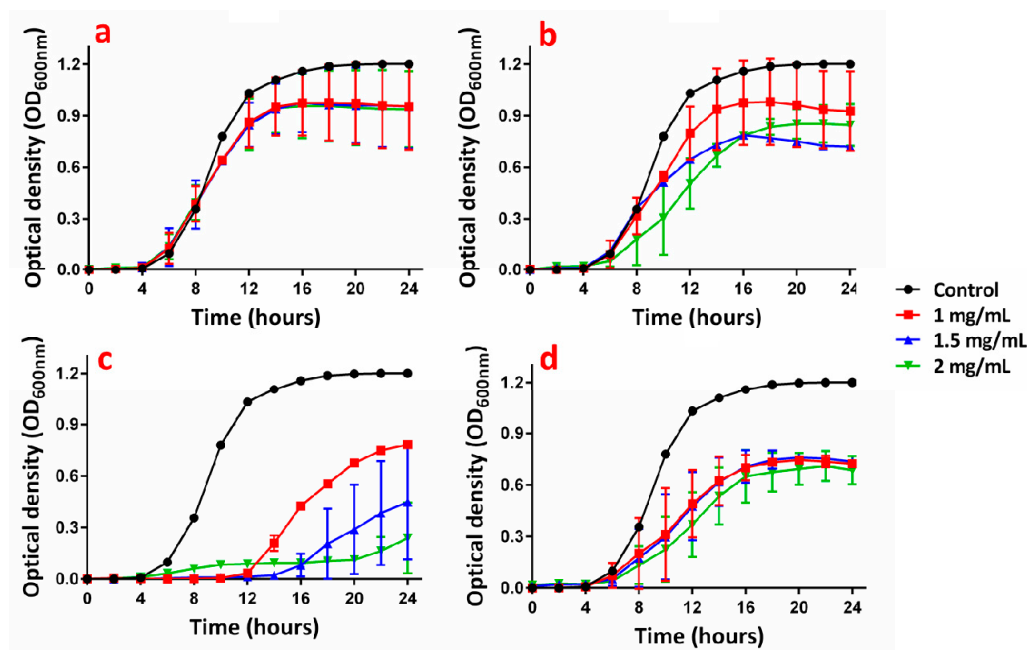 a
b
1.2
0.9
0.6
0.3
0.0
Optical density (OD600nm)
0 4 8 12 16 20 24
Time (hours)
1.2
0.9
0.6
0.3
0.0
Optical density (OD600nm)
0 4 8 12 16 20 24
Time (hours)
Control
1 mg/mL
1.5 mg/mL
2 mg/mL
c
d
1.2
0.9
0.6
0.3
0.0
Optical density (OD600nm)
0 4 8 12 16 20 24
Time (hours)
1.2
0.9
0.6
0.3
0.0
Optical density (OD600nm)
0 4 8 12 16 20 24
Time (hours)